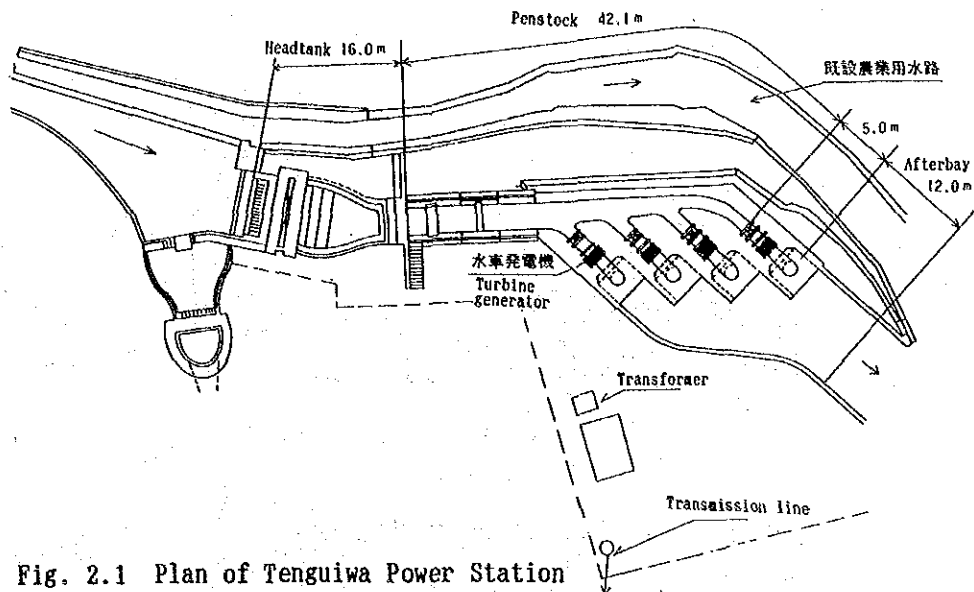 Penstock 42.1m
Headtank 16.0m
既設農業用水路
5.0m
Afterbay
12.0m
水車発電機
Turbine
generator
Transformer
Transmission line
Fig. 2.1 Plan of Tenguiwa Power Station